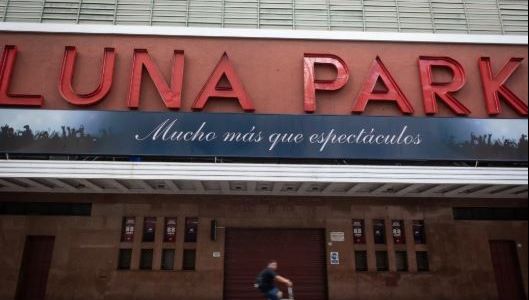 LUNA PARK
Mucho más que espectáculos